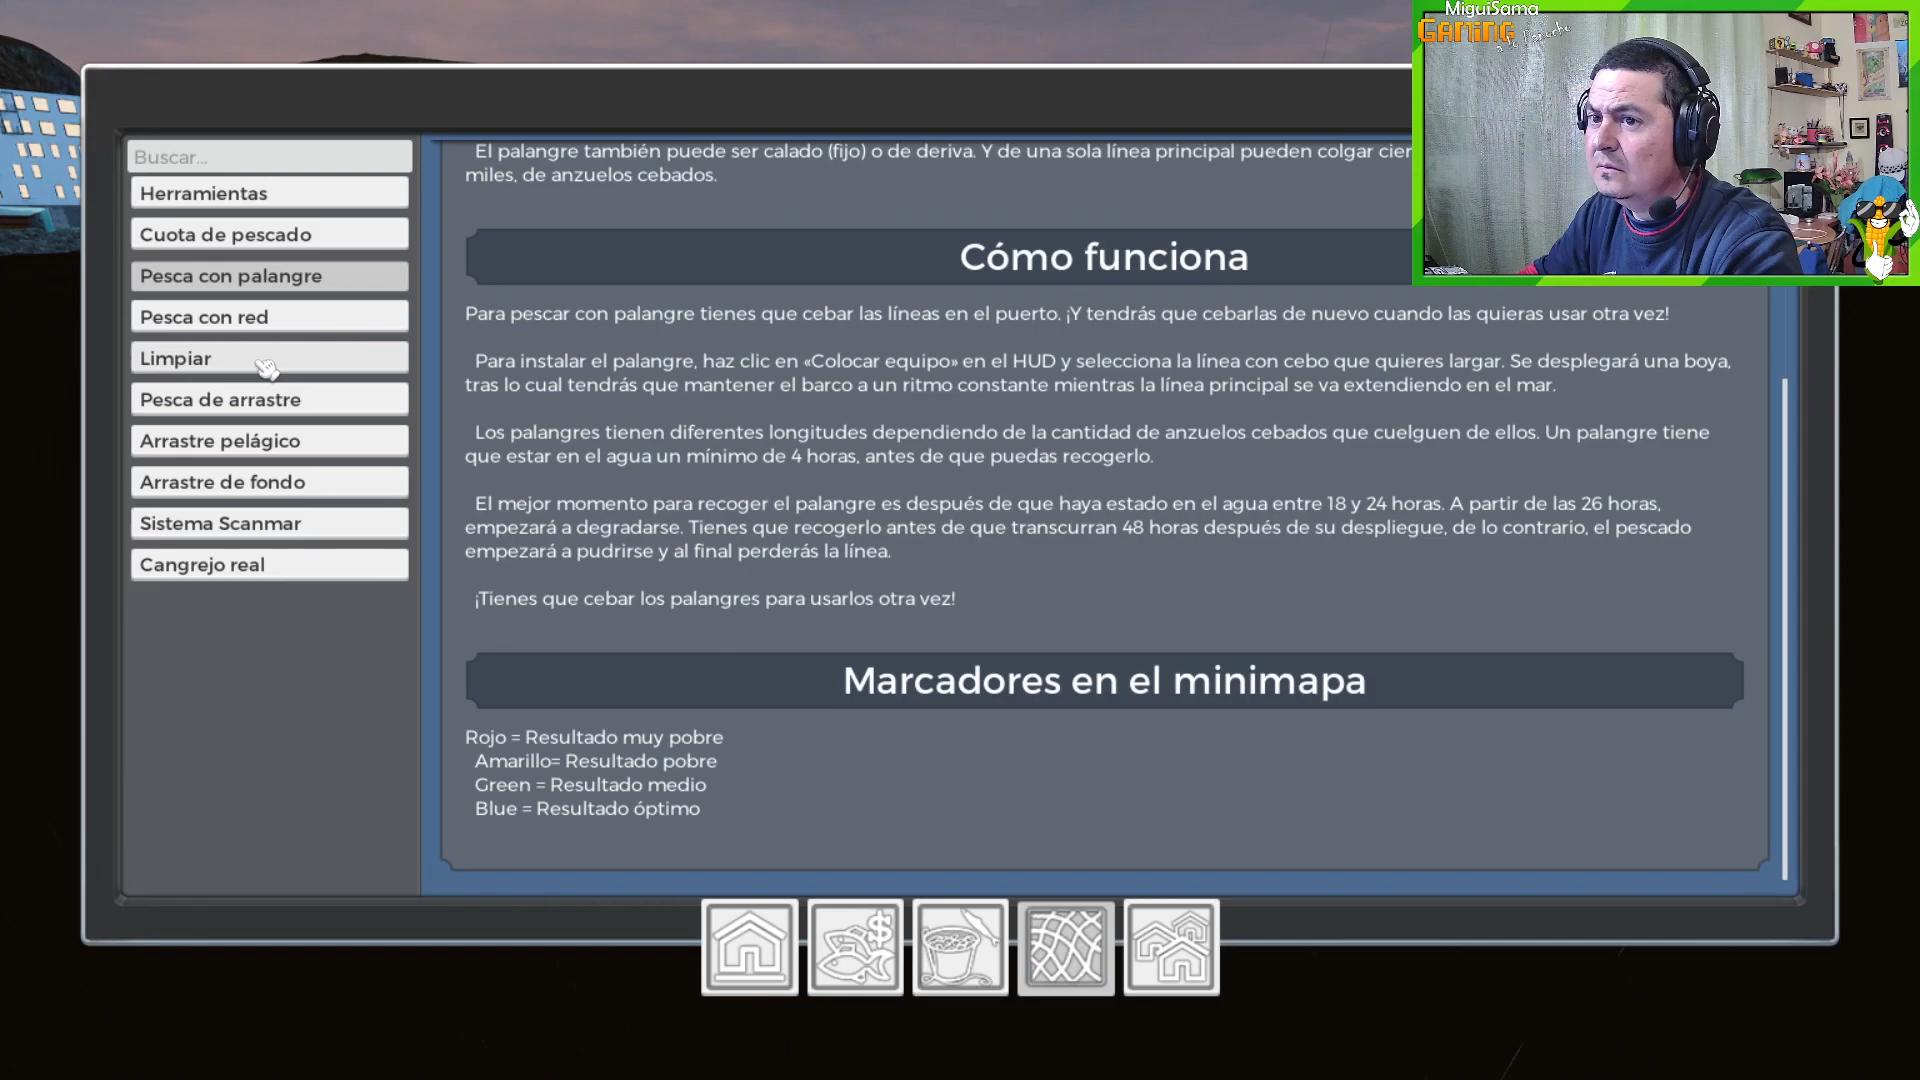 MiguiSama
GAMING
a la Peruche
Buscar...
Herramientas
Cuota de pescado
Pesca con palangre
Pesca con red
Limpiar
Pesca de arrastre
Arrastre pelágico
Arrastre de fondo
Sistema Scanmar
Cangrejo real
El palangre también puede ser calado (fijo) o de deriva. Y de una sola línea principal pueden colgar
miles, de anzuelos cebados.
Cómo funciona
Para pescar con palangre tienes que cebar las líneas en el puerto. ¡Y tendrás que cebarlas de nuevo cuando las quieras usar otra vez!
Para instalar el palangre, haz clic en «Colocar equipo» en el HUD y selecciona la línea con cebo que quieres largar. Se desplegará una boya,
tras lo cual tendrás que mantener el barco a un ritmo constante mientras la línea principal se va extendiendo en el mar.
Los palangres tienen diferentes longitudes dependiendo de la cantidad de anzuelos cebados que cuelguen de ellos. Un palangre tiene
que estar en el agua un mínimo de 4 horas, antes de que puedas recogerlo.
El mejor momento para recoger el palangre es después de que haya estado en el agua entre 18 y 24 horas. A partir de las 26 horas,
empezará a degradarse. Tienes que recogerlo antes de que transcurran 48 horas después de su despliegue, de lo contrario, el pescado
empezará a pudrirse y al final perderás la línea.
¡Tienes que cebar los palangres para usarlos otra vez!
Marcadores en el minimapa
Rojo = Resultado muy pobre
Amarillo= Resultado pobre
Green = Resultado medio
Blue = Resultado óptimo